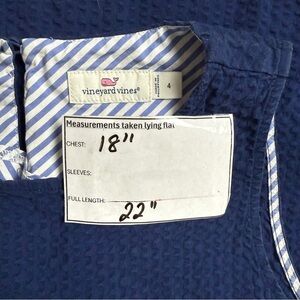 vineyard vines®
4
Measurements taken lying flat
CHEST: 18"
SLEEVES:
FULL LENGTH: 22"